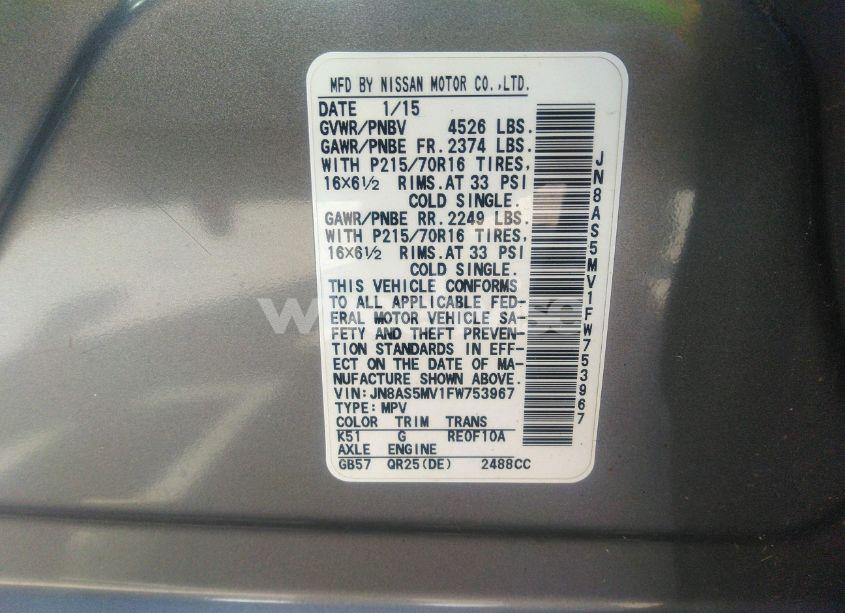 MFD BY NISSAN MOTOR CO.,LTD.
DATE 1/15
GVWR/PNBV 4526 LBS.
GAWR/PNBE FR. 2374 LBS.
WITH P215/70R16 TIRES,
16X6½ RIMS.AT 33 PSI
COLD SINGLE.
GAWR/PNBE RR. 2249 LBS.
WITH P215/70R16 TIRES,
16X6½ RIMS.AT 33 PSI
COLD SINGLE.
THIS VEHICLE CONFORMS
TO ALL APPLICABLE FED-
ERAL MOTOR VEHICLE SA-
FETY AND THEFT PREVEN-
TION STANDARDS IN EFF-
ECT ON THE DATE OF MA-
NUFACTURE SHOWN ABOVE.
VIN: JN8AS5MV1FW753967
TYPE: MPV
COLOR TRIM TRANS
K51 G RE0F10A
AXLE ENGINE
GB57 QR25(DE) 2488CC
JN8AS5MV1FW753967